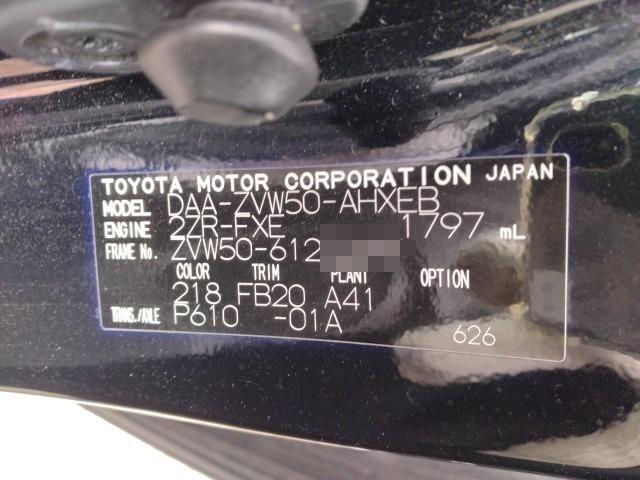 TOYOTA MOTOR CORPORATION JAPAN
MODEL DAA-ZVW50-AHXEB
ENGINE 2ZR-FXE 1797 mL
FRAME No. ZVW50-612
COLOR TRIM PLANT OPTION
218 FB20 A41
TRANS./AXLE P610 -01A
626